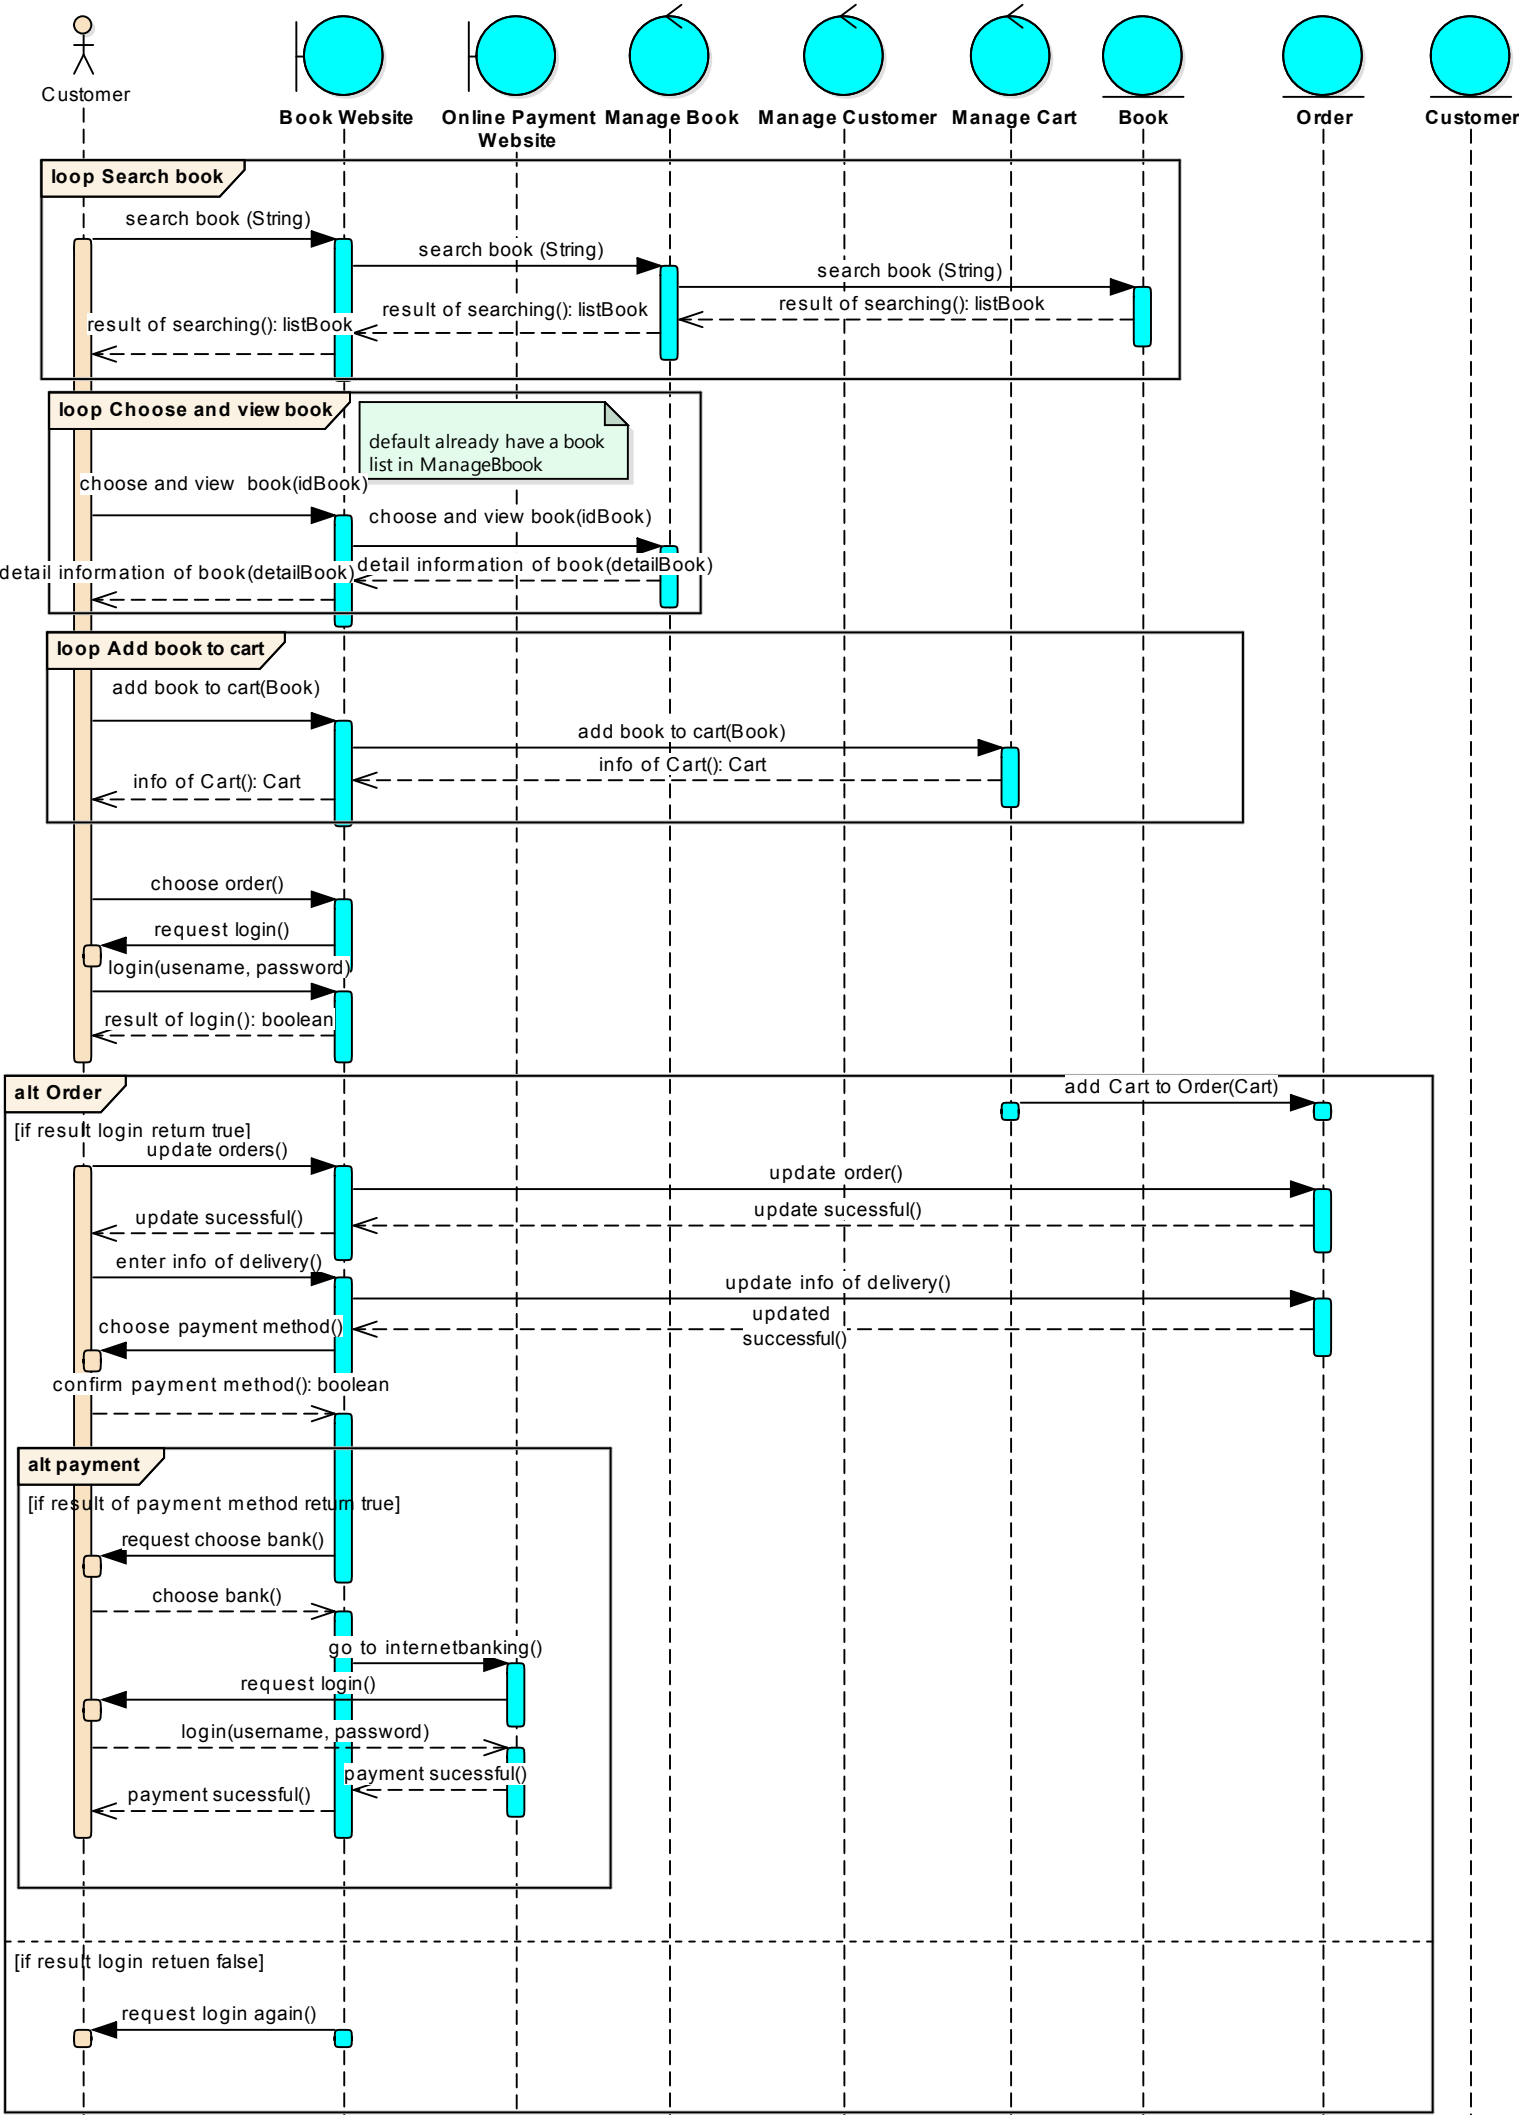 Customer
Book Website
Online Payment
Website
Manage Book
Manage Customer
Manage Cart
Book
Order
Customer
loop Search book
search book (String)
search book (String)
search book (String)
result of searching(): listBook
result of searching(): listBook
result of searching(): listBook
loop Choose and view book
default already have a book
list in ManageBbook
choose and view  book(idBook)
choose and view book(idBook)
detail information of book(detailBook)
detail information of book(detailBook)
loop Add book to cart
add book to cart(Book)
add book to cart(Book)
info of Cart(): Cart
info of Cart(): Cart
choose order()
request login()
login(usename, password)
result of login(): boolean
alt Order
add Cart to Order(Cart)
[if result login return true]
update orders()
update order()
update sucessful()
update sucessful()
enter info of delivery()
update info of delivery()
updated
successful()
choose payment method()
confirm payment method(): boolean
alt payment
[if result of payment method return true]
request choose bank()
choose bank()
go to internetbanking()
request login()
login(username, password)
payment sucessful()
payment sucessful()
[if result login retuen false]
request login again()